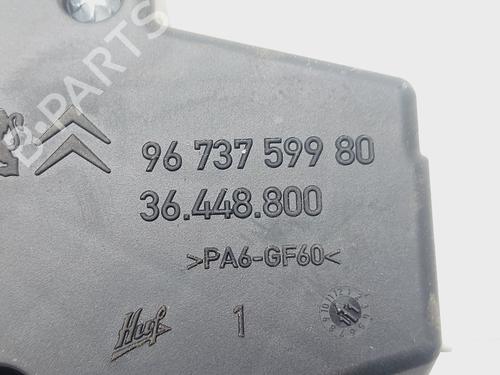 B-PARTS
96 737 599 80
36.448.800
>PA6-GF60<
Huf 1